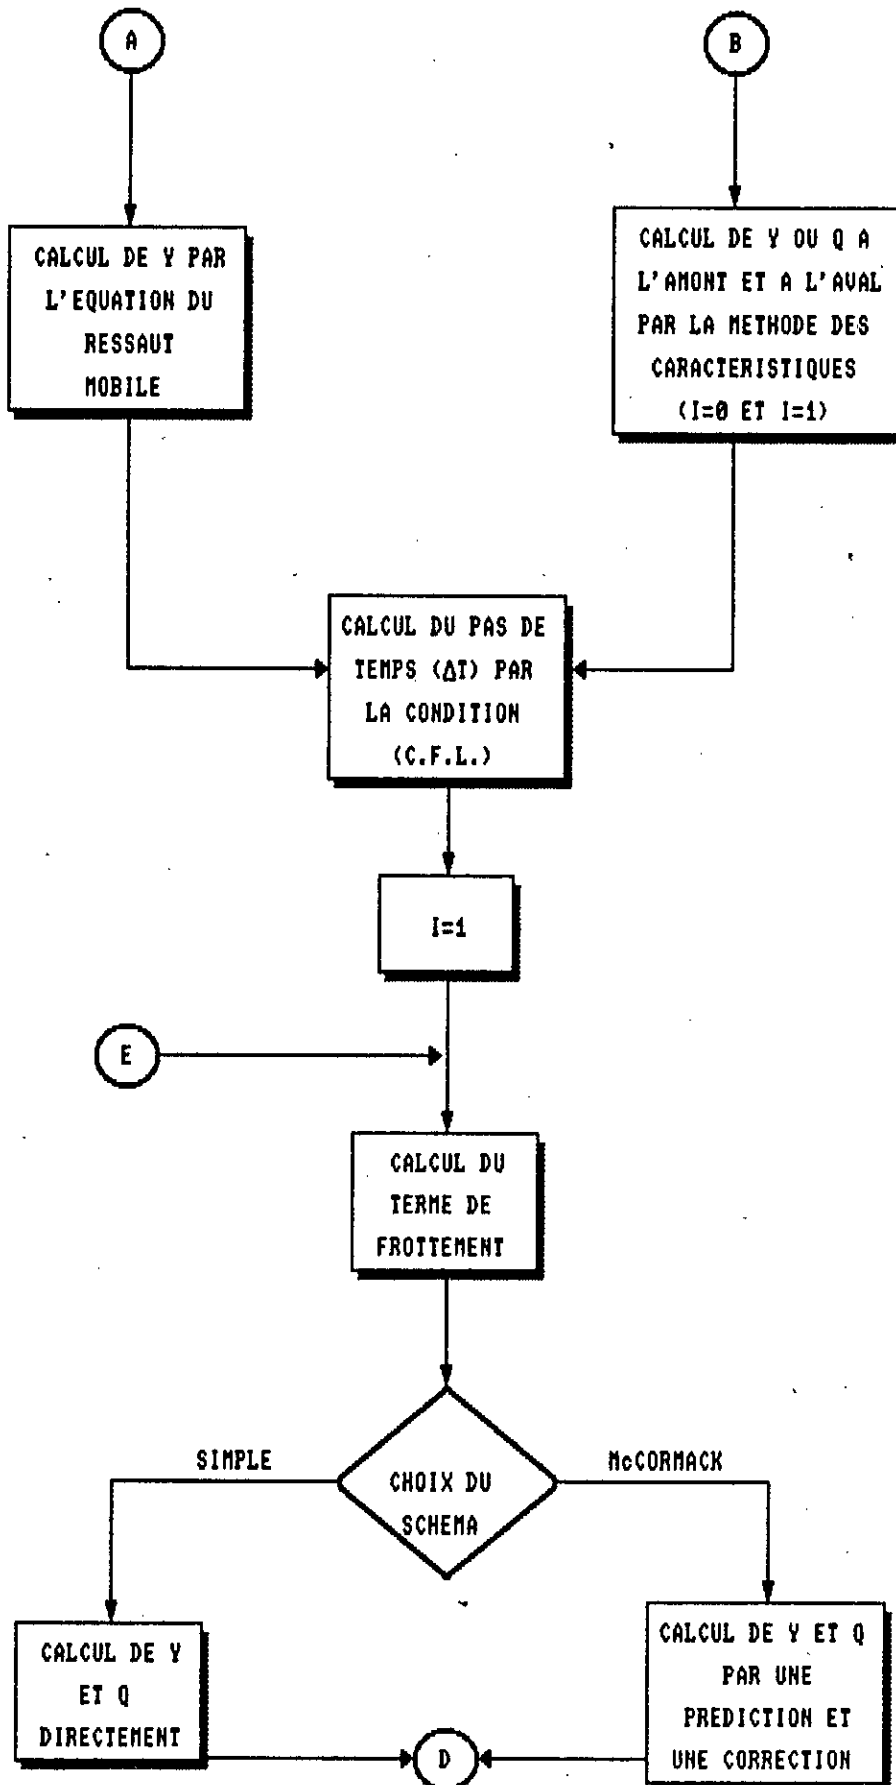 A
B
CALCUL DE Y PAR
L'EQUATION DU
RESSAUT
MOBILE
CALCUL DE Y OU Q A
L'AMONT ET A L'AVAL
PAR LA METHODE DES
CARACTERISTIQUES
(I=0 ET I=1)
CALCUL DU PAS DE
TEMPS (ΔT) PAR
LA CONDITION
(C.F.L.)
I=1
E
CALCUL DU
TERME DE
FROTTEMENT
SIMPLE
McCORMACK
CHOIX DU
SCHEMA
CALCUL DE Y
ET Q
DIRECTEMENT
CALCUL DE Y ET Q
PAR UNE
PREDICTION ET
UNE CORRECTION
D